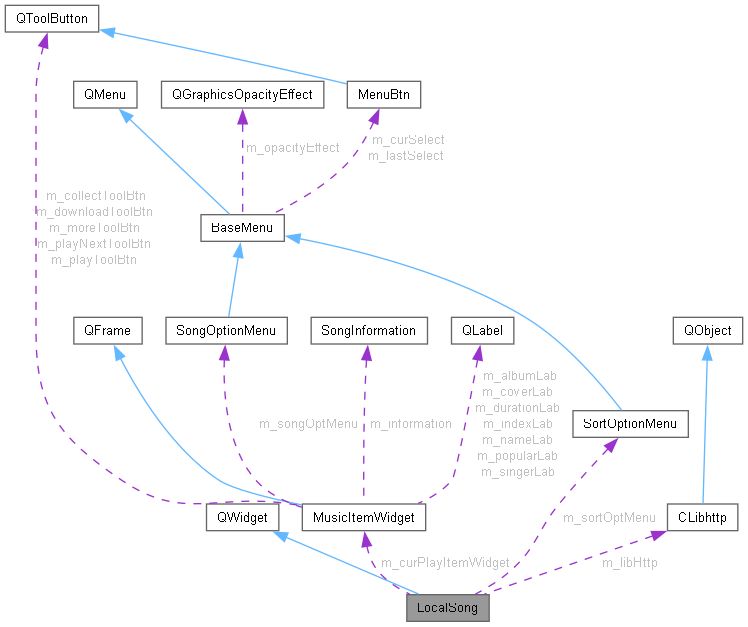 QToolButton
QMenu
QGraphicsOpacityEffect
MenuBtn
m_opacityEffect
m_curSelect
m_lastSelect
m_collectToolBtn
m_downloadToolBtn
m_moreToolBtn
m_playNextToolBtn
m_playToolBtn
BaseMenu
QFrame
SongOptionMenu
SongInformation
QLabel
QObject
m_albumLab
m_coverLab
m_durationLab
m_indexLab
m_nameLab
m_popularLab
m_singerLab
m_songOptMenu
m_information
SortOptionMenu
QWidget
MusicItemWidget
m_sortOptMenu
CLibhttp
m_curPlayItemWidget
m_libHttp
LocalSong